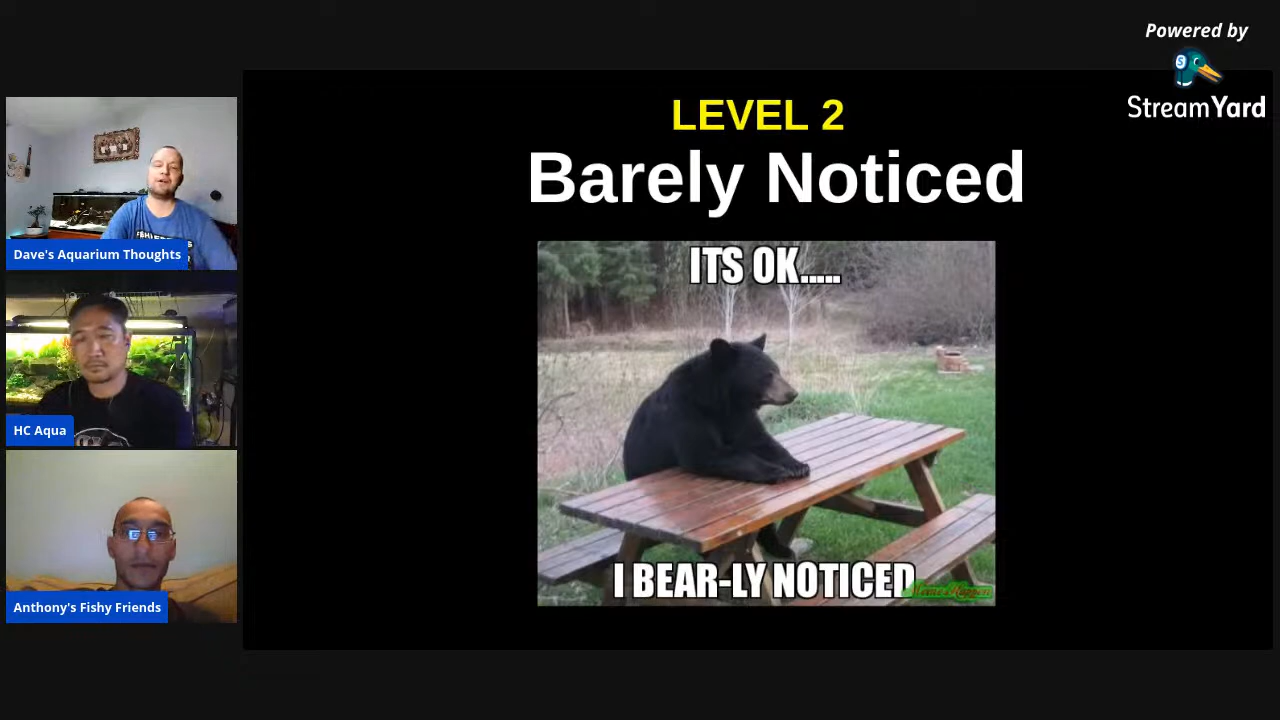 Powered by
S
StreamYard
LEVEL 2
Barely Noticed
ITS OK.....
I BEAR-LY NOTICED
Dave's Aquarium Thoughts
HC Aqua
Anthony's Fishy Friends